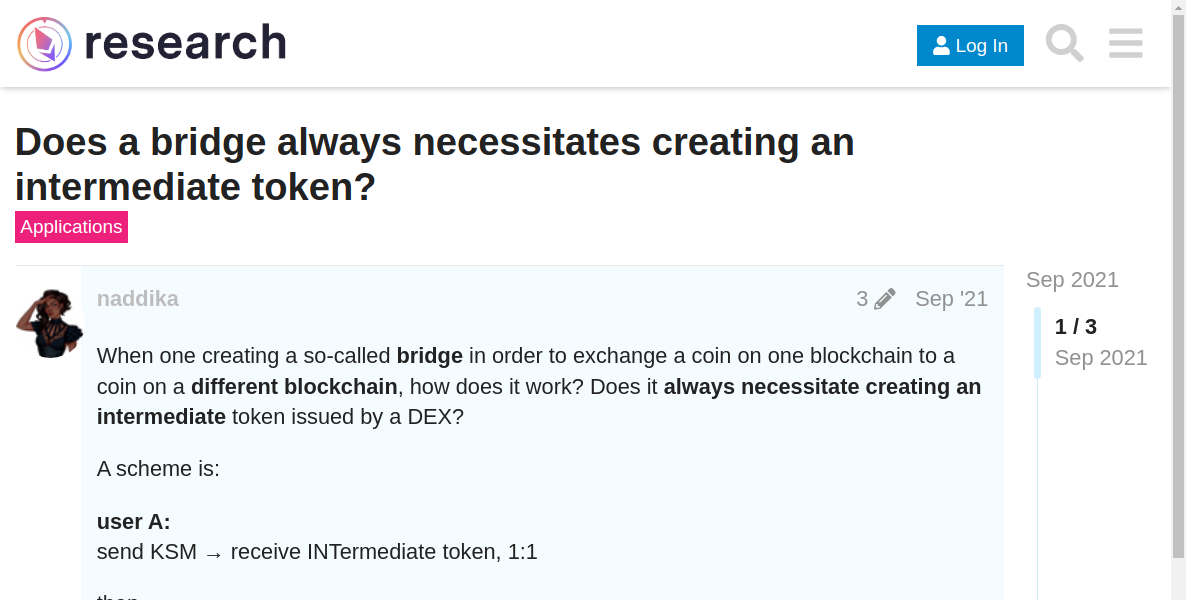 research
Log In
Does a bridge always necessitates creating an
intermediate token?
Applications
naddika
3
Sep '21
Sep 2021
1 / 3
Sep 2021
When one creating a so-called bridge in order to exchange a coin on one blockchain to a
coin on a different blockchain, how does it work? Does it always necessitate creating an
intermediate token issued by a DEX?
A scheme is:
user A:
send KSM → receive INTermediate token, 1:1